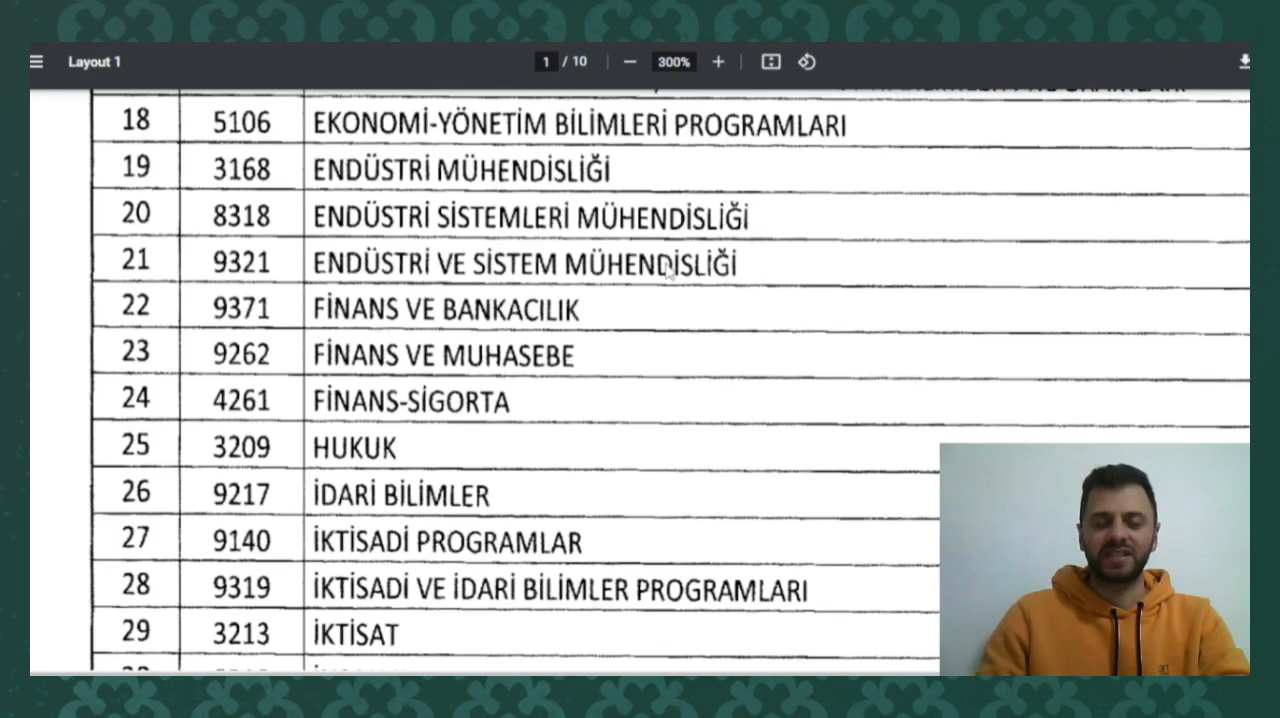 Layout 1
1 / 10
300%
18 5106 EKONOMİ-YÖNETİM BİLİMLERİ PROGRAMLARI
19 3168 ENDÜSTRİ MÜHENDİSLİĞİ
20 8318 ENDÜSTRİ SİSTEMLERİ MÜHENDİSLİĞİ
21 9321 ENDÜSTRİ VE SİSTEM MÜHENDİSLİĞİ
22 9371 FİNANS VE BANKACILIK
23 9262 FİNANS VE MUHASEBE
24 4261 FİNANS-SİGORTA
25 3209 HUKUK
26 9217 İDARİ BİLİMLER
27 9140 İKTİSADİ PROGRAMLAR
28 9319 İKTİSADİ VE İDARİ BİLİMLER PROGRAMLARI
29 3213 İKTİSAT